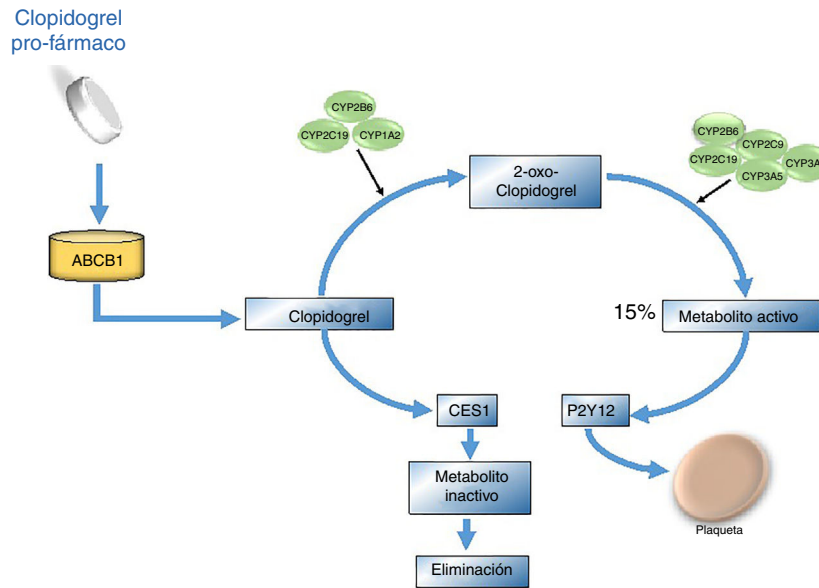 Clopidogrel
pro-fármaco
ABCB1
Clopidogrel
CYP2B6
CYP2C19
CYP1A2
2-oxo-
Clopidogrel
CYP2B6
CYP2C9
CYP2C19
CYP3A
CYP3A5
15%
Metabolito activo
CES1
P2Y12
Metabolito
inactivo
Eliminación
Plaqueta